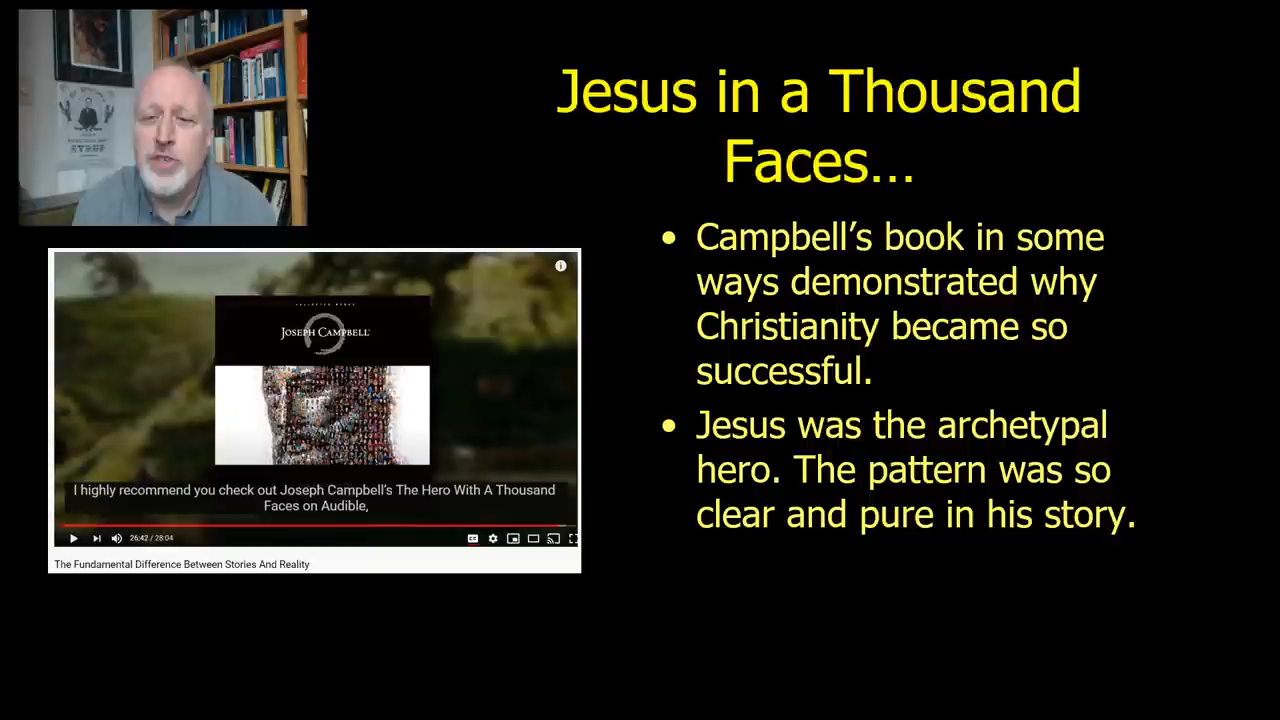 Jesus in a Thousand
Faces...
• Campbell's book in some
ways demonstrated why
Christianity became so
successful.
• Jesus was the archetypal
hero. The pattern was so
clear and pure in his story.
SYRUP
JOSEPH CAMPBELL
I highly recommend you check out Joseph Campbell's The Hero With A Thousand
Faces on Audible,
26:42 / 28:04
The Fundamental Difference Between Stories And Reality